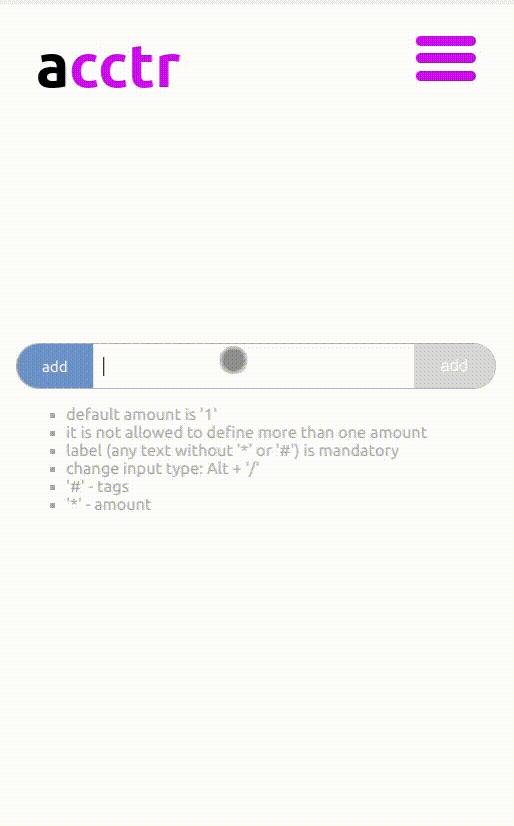 acctr
add add
default amount is '1'
it is not allowed to define more than one amount
label (any text without '*' or '#') is mandatory
change input type: Alt + '/'
'#' - tags
'*' - amount